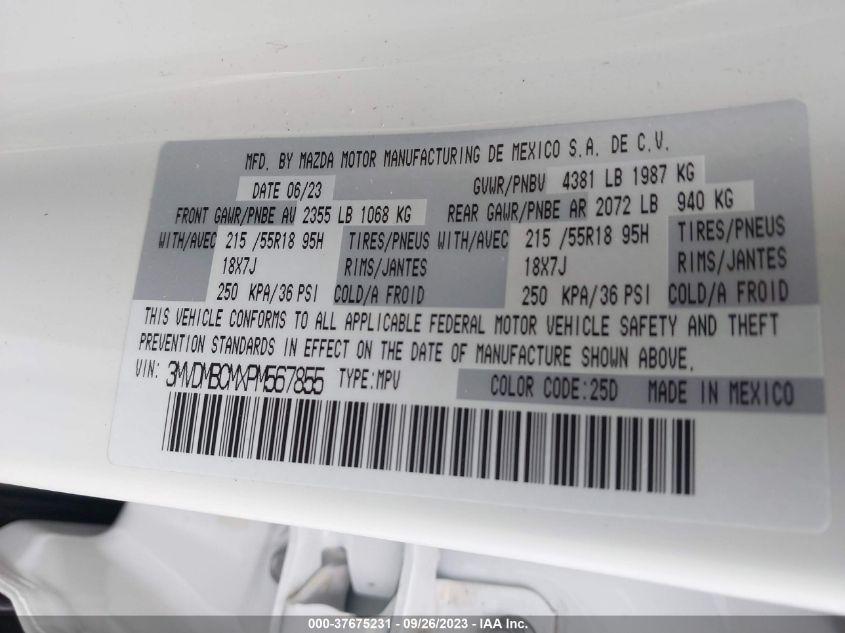 MFD. BY MAZDA MOTOR MANUFACTURING DE MEXICO S.A. DE C.V.
DATE 06/23 GVWR/PNBV 4381 LB 1987 KG
FRONT GAWR/PNBE AV 2355 LB 1068 KG REAR GAWR/PNBE AR 2072 LB 940 KG
WITH/AVEC 215 /55R18 95H TIRES/PNEUS WITH/AVEC 215 /55R18 95H TIRES/PNEUS
18X7J RIMS/JANTES 18X7J RIMS/JANTES
250 KPA/36 PSI COLD/A FROID 250 KPA/36 PSI COLD/A FROID
THIS VEHICLE CONFORMS TO ALL APPLICABLE FEDERAL MOTOR VEHICLE SAFETY AND THEFT
PREVENTION STANDARDS IN EFFECT ON THE DATE OF MANUFACTURE SHOWN ABOVE.
VIN: 3MVDMBCMXPM567855 TYPE:MPV COLOR CODE:25D MADE IN MEXICO
000-37675231 - 09/26/2023 - IAA Inc.